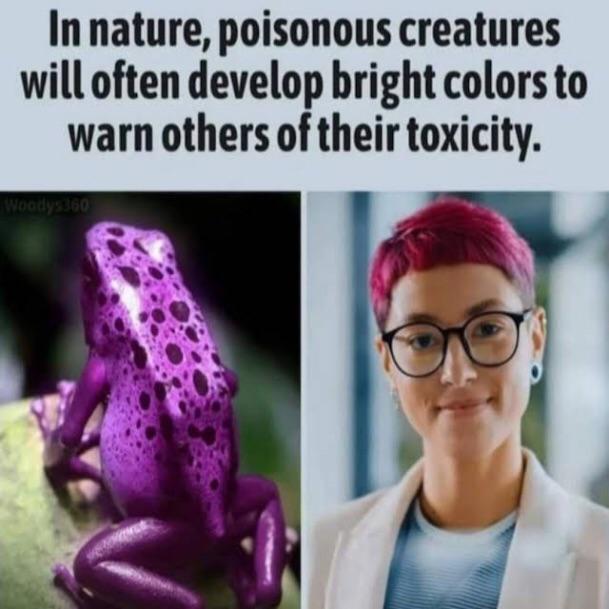 In nature, poisonous creatures
will often develop bright colors to
warn others of their toxicity.
Woodys360